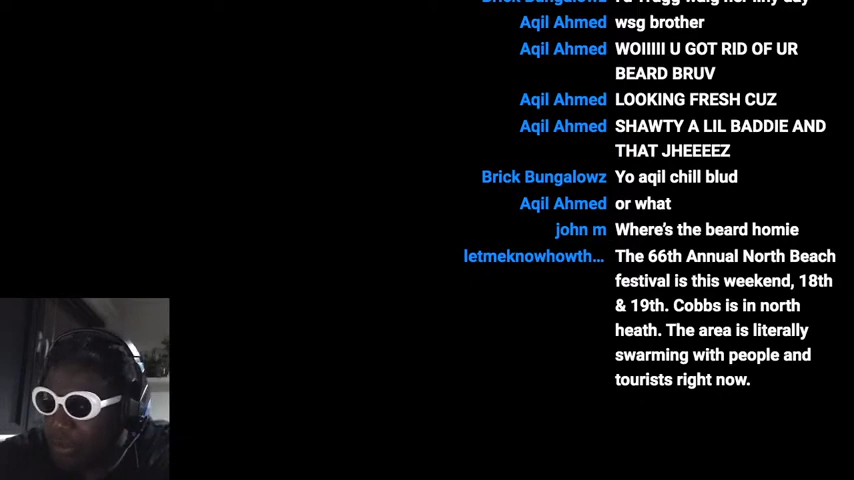 Aqil Ahmed wsg brother
Aqil Ahmed WOIIIII U GOT RID OF UR
BEARD BRUV
Aqil Ahmed LOOKING FRESH CUZ
Aqil Ahmed SHAWTY A LIL BADDIE AND
THAT JHEEEEZ
Brick Bungalowz Yo aqil chill blud
Aqil Ahmed or what
john m Where's the beard homie
letmeknowhowth... The 66th Annual North Beach
festival is this weekend, 18th
& 19th. Cobbs is in north
heath. The area is literally
swarming with people and
tourists right now.